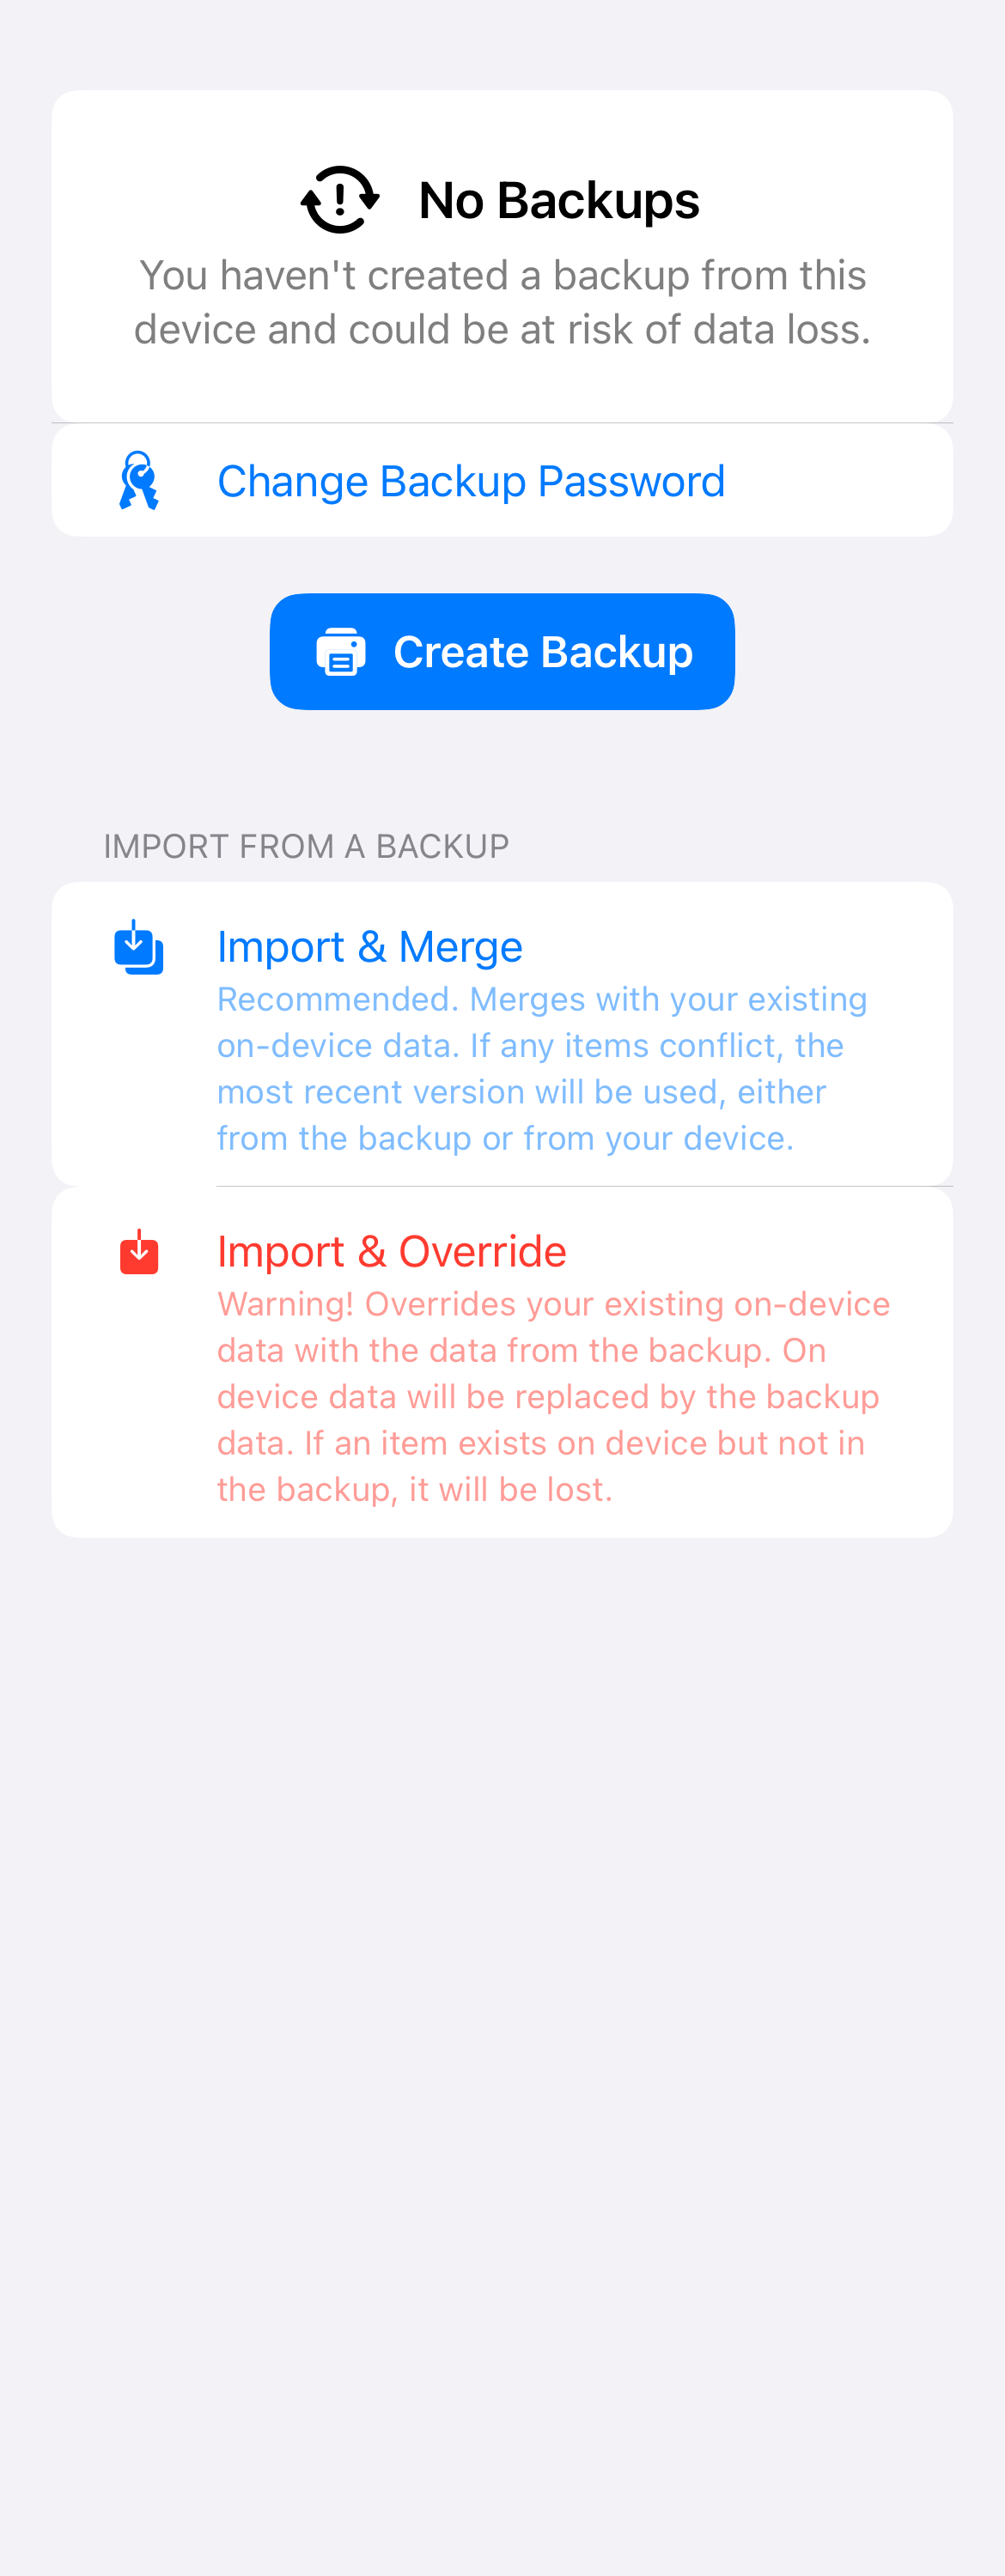 No Backups
You haven't created a backup from this
device and could be at risk of data loss.
Change Backup Password
Create Backup
IMPORT FROM A BACKUP
Import & Merge
Recommended. Merges with your existing
on-device data. If any items conflict, the
most recent version will be used, either
from the backup or from your device.
Import & Override
Warning! Overrides your existing on-device
data with the data from the backup. On
device data will be replaced by the backup
data. If an item exists on device but not in
the backup, it will be lost.